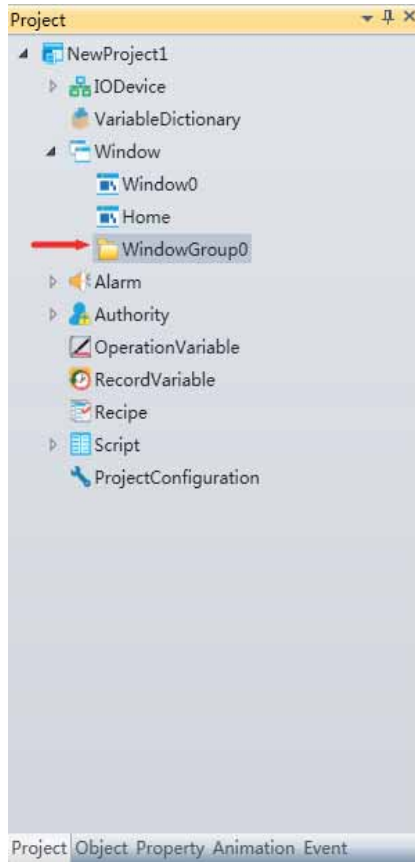 Project
NewProject1
IODevice
VariableDictionary
Window
Window0
Home
WindowGroup0
Alarm
Authority
OperationVariable
RecordVariable
Recipe
Script
ProjectConfiguration
Project Object Property Animation Event